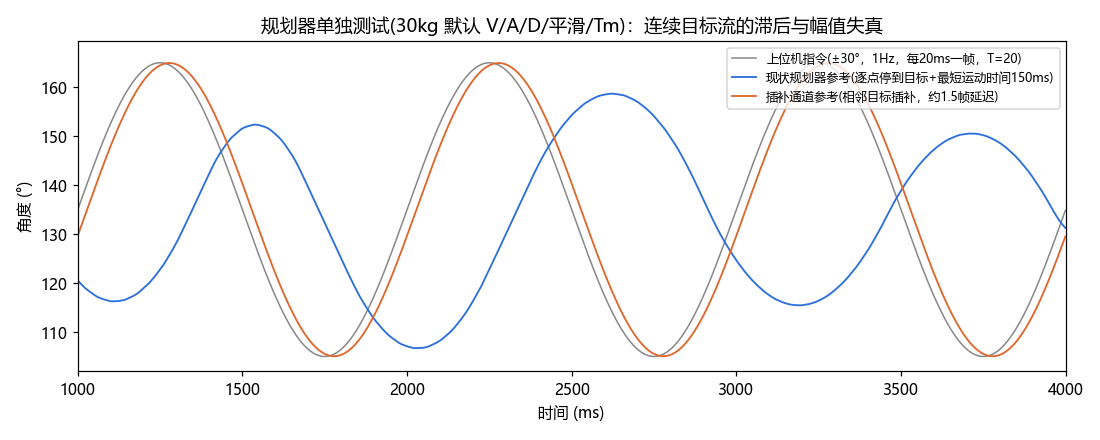 规划器单独测试(30kg 默认 V/A/D/平滑/Tm)：连续目标流的滞后与幅值失真
上位机指令(±30°，1Hz，每20ms一帧，T=20)
现状规划器参考(逐点停到目标+最短运动时间150ms)
插补通道参考(相邻目标插补，约1.5帧延迟)
角度 (°)
160
150
140
130
120
110
1000
1500
2000
2500
3000
3500
4000
时间 (ms)